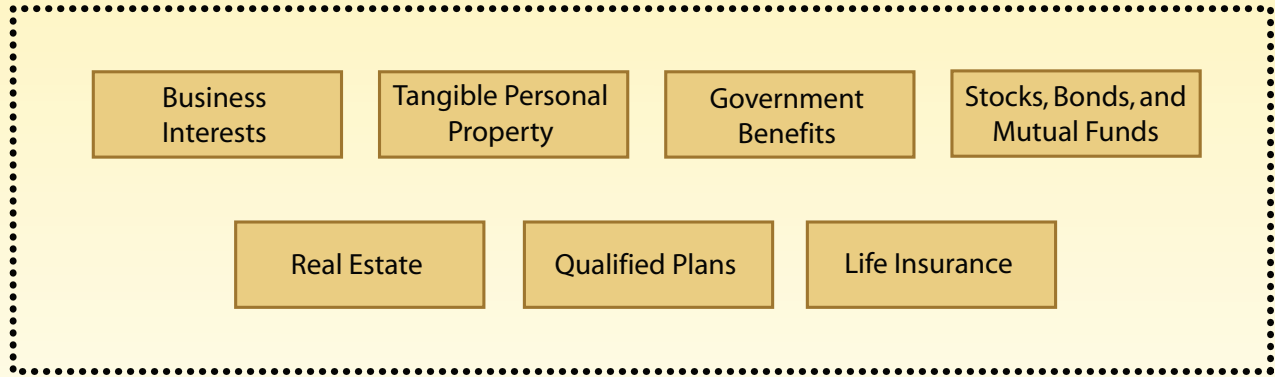 Business
Interests
Tangible Personal
Property
Government
Benefits
Stocks, Bonds, and
Mutual Funds
Real Estate
Qualified Plans
Life Insurance